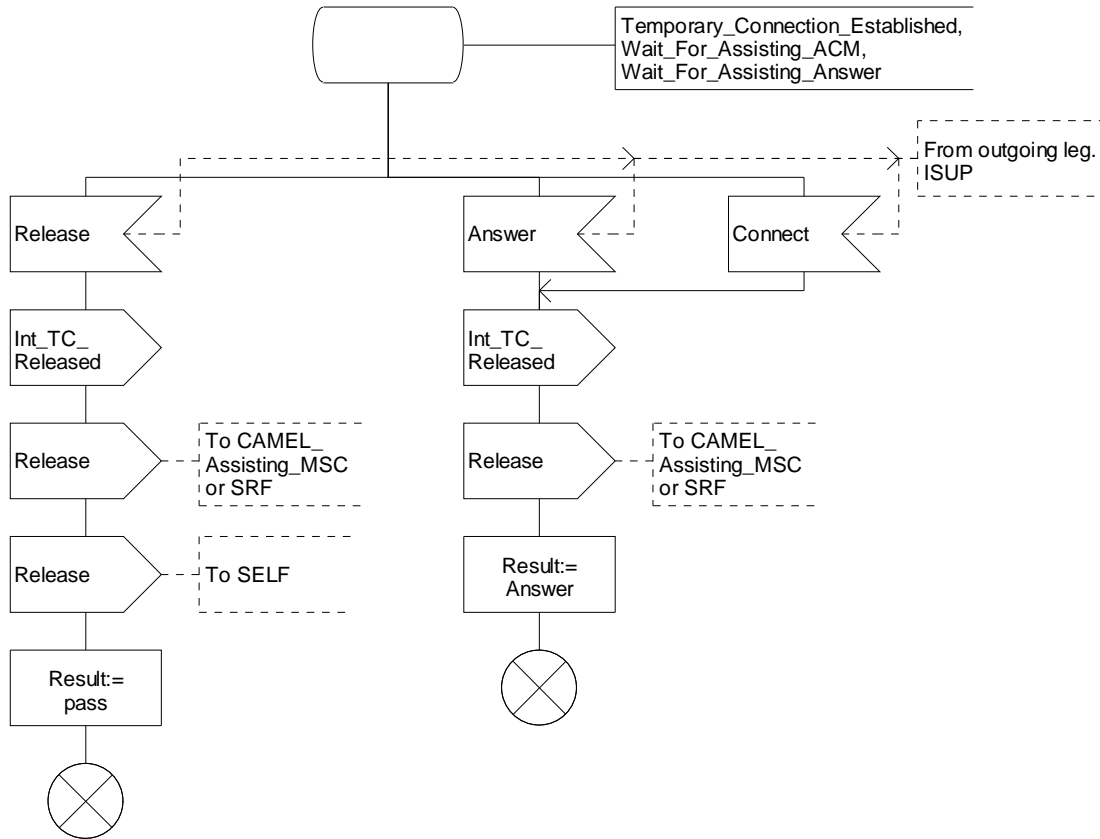 Temporary_Connection_Established,
Wait_For_Assisting_ACM,
Wait_For_Assisting_Answer
From outgoing leg.
ISUP
Release
Answer
Connect
Int_TC_
Released
Int_TC_
Released
Release
To CAMEL_
Assisting_MSC
or SRF
Release
To CAMEL_
Assisting_MSC
or SRF
Release
To SELF
Result:=
Answer
Result:=
pass